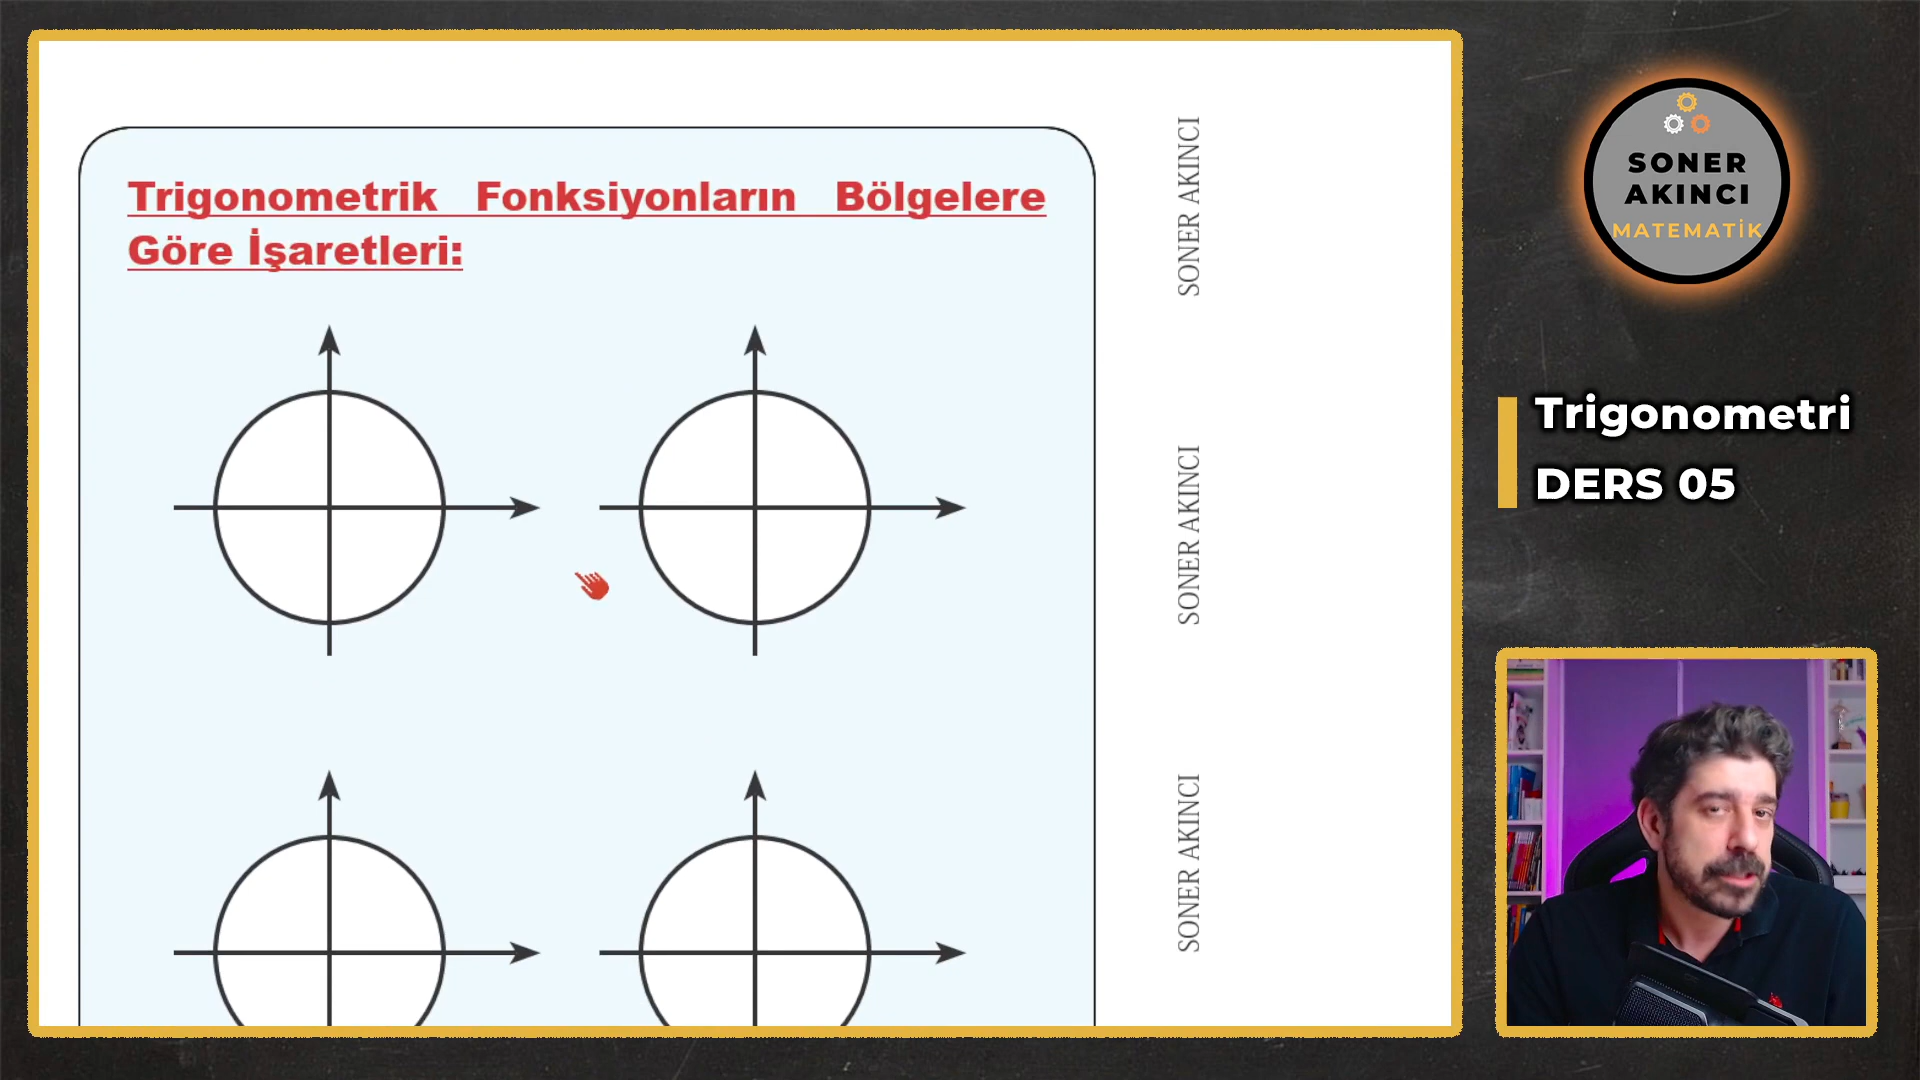 Trigonometrik Fonksiyonların Bölgelere
Göre İşaretleri:
SONER AKINCI
SONER AKINCI
SONER AKINCI
SONER
AKINCI
MATEMATİK
Trigonometri
DERS 05